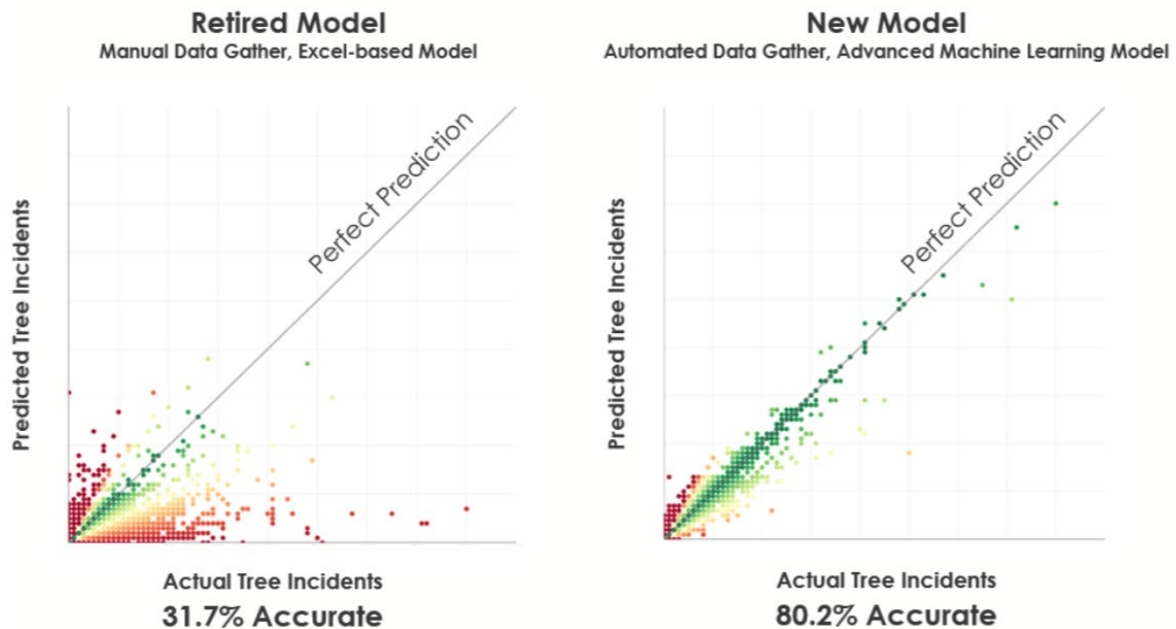 Retired Model
Manual Data Gather, Excel-based Model
Predicted Tree Incidents
Perfect Prediction
Actual Tree Incidents
31.7% Accurate
New Model
Automated Data Gather, Advanced Machine Learning Model
Predicted Tree Incidents
Perfect Prediction
Actual Tree Incidents
80.2% Accurate